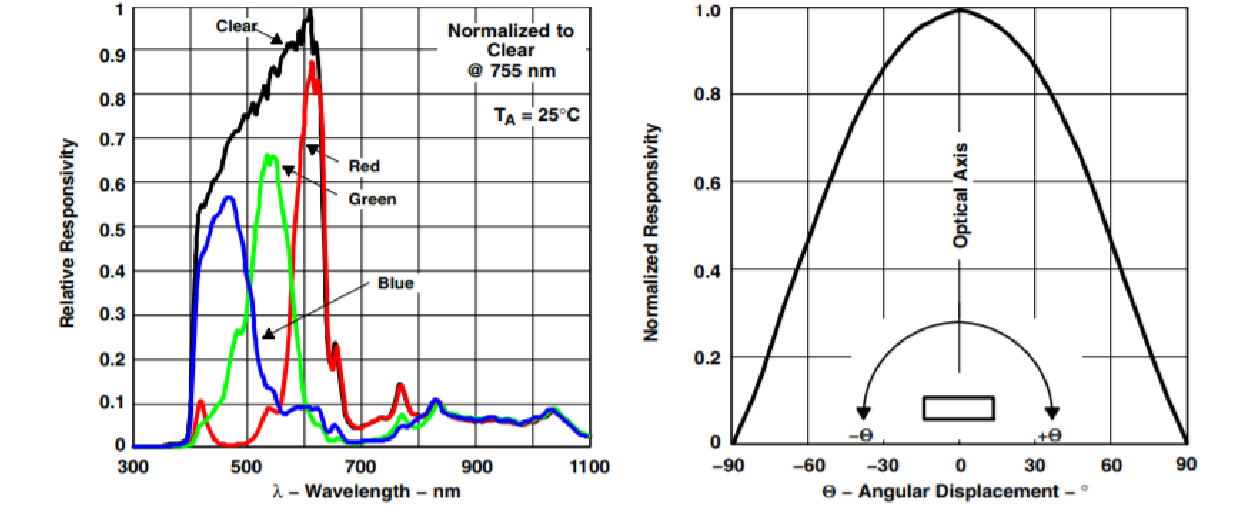 1
0.9
0.8
0.7
0.6
0.5
0.4
0.3
0.2
0.1
0
Relative Responsivity
Clear
Normalized to
Clear
@ 755 nm
T_A = 25°C
Red
Green
Blue
300 500 700 900 1100
λ – Wavelength – nm
1.0
0.8
0.6
0.4
0.2
0
Normalized Responsivity
Optical Axis
–Θ +Θ
–90 –60 –30 0 30 60 90
Θ – Angular Displacement – °